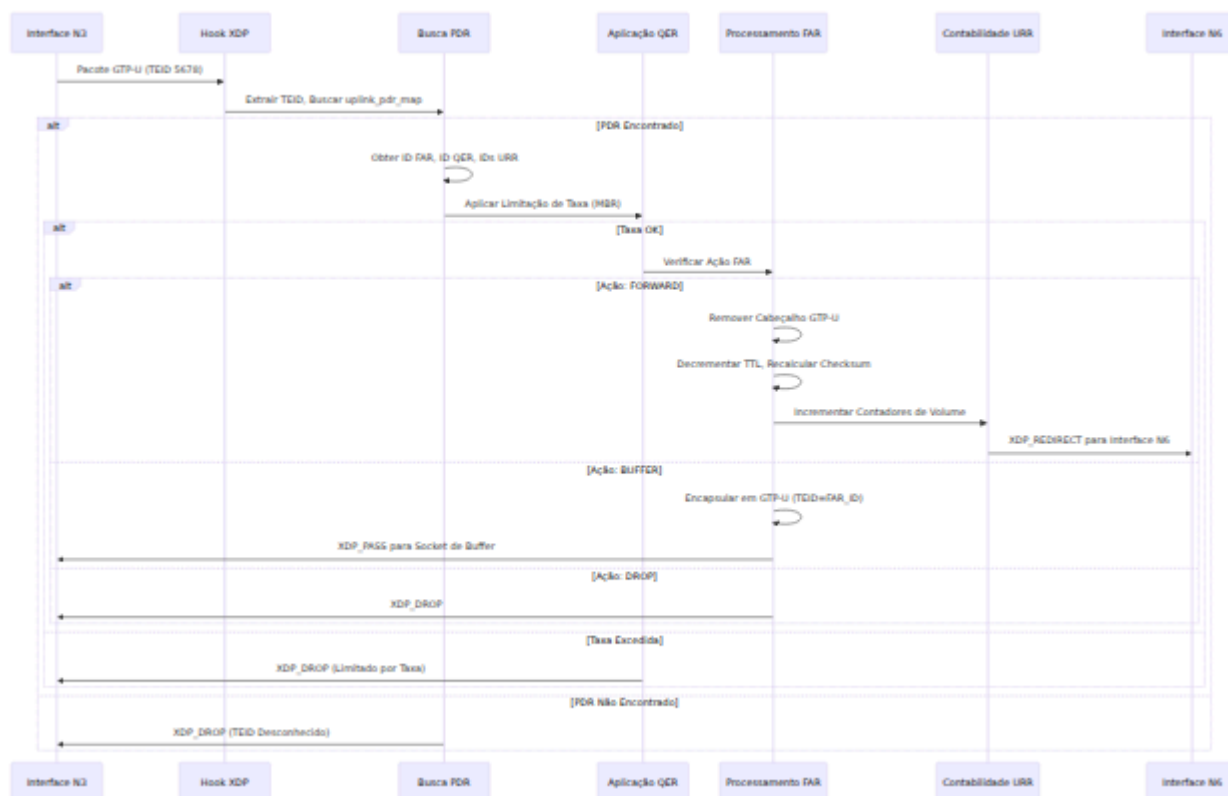 Interface N3
Hook XDP
Busca PDR
Aplicação QER
Processamento FAR
Contabilidade URR
Interface N6
Pacote GTP-U (TEID 5678)
Extrair TEID, Buscar uplink_pdr_map
alt
[PDR Encontrado]
Obter ID FAR, ID QER, IDs URR
Aplicar Limitação de Taxa (MBR)
alt
[Taxa OK]
Verificar Ação FAR
alt
[Ação: FORWARD]
Remover Cabeçalho GTP-U
Decrementar TTL, Recalcular Checksum
Incrementar Contadores de Volume
XDP_REDIRECT para Interface N6
[Ação: BUFFER]
Encapsular em GTP-U (TEID=FAR_ID)
XDP_PASS para Socket de Buffer
[Ação: DROP]
XDP_DROP
[Taxa Excedida]
XDP_DROP (Limitado por Taxa)
[PDR Não Encontrado]
XDP_DROP (TEID Desconhecido)
Interface N3
Hook XDP
Busca PDR
Aplicação QER
Processamento FAR
Contabilidade URR
Interface N6